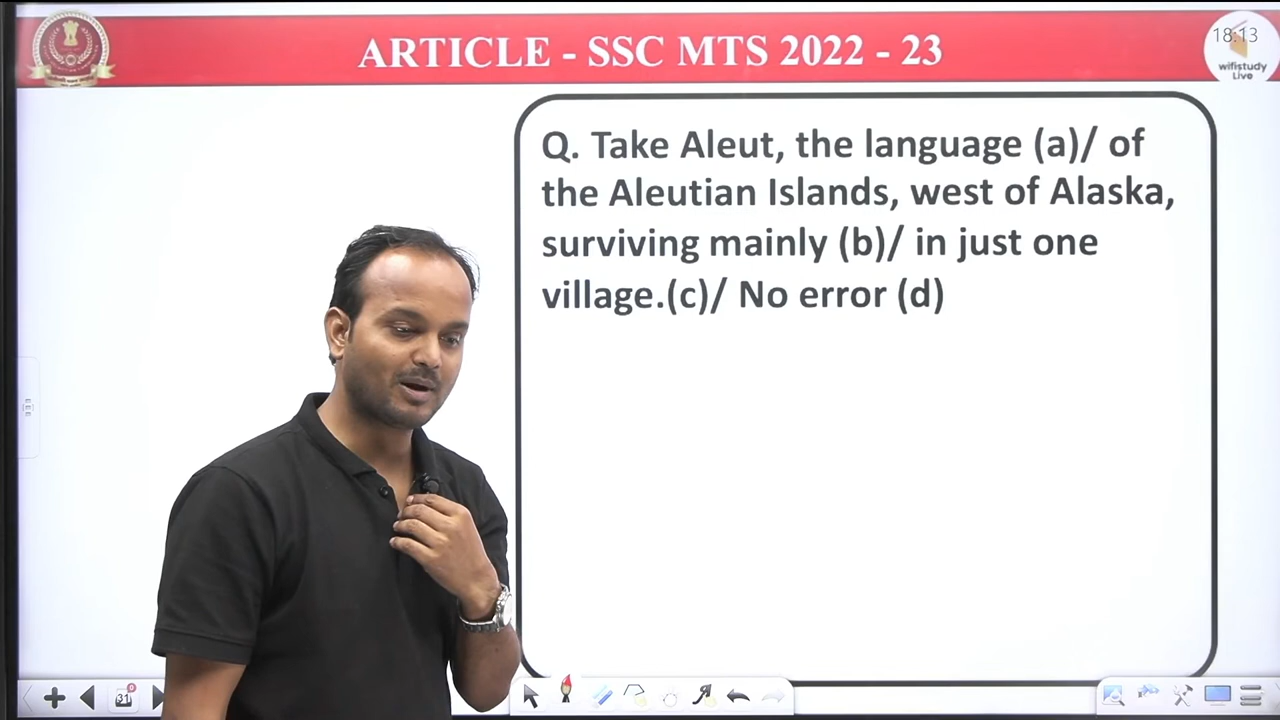 ARTICLE - SSC MTS 2022 - 23
18:13
wifistudy
Live
Q. Take Aleut, the language (a)/ of
the Aleutian Islands, west of Alaska,
surviving mainly (b)/ in just one
village.(c)/ No error (d)
31